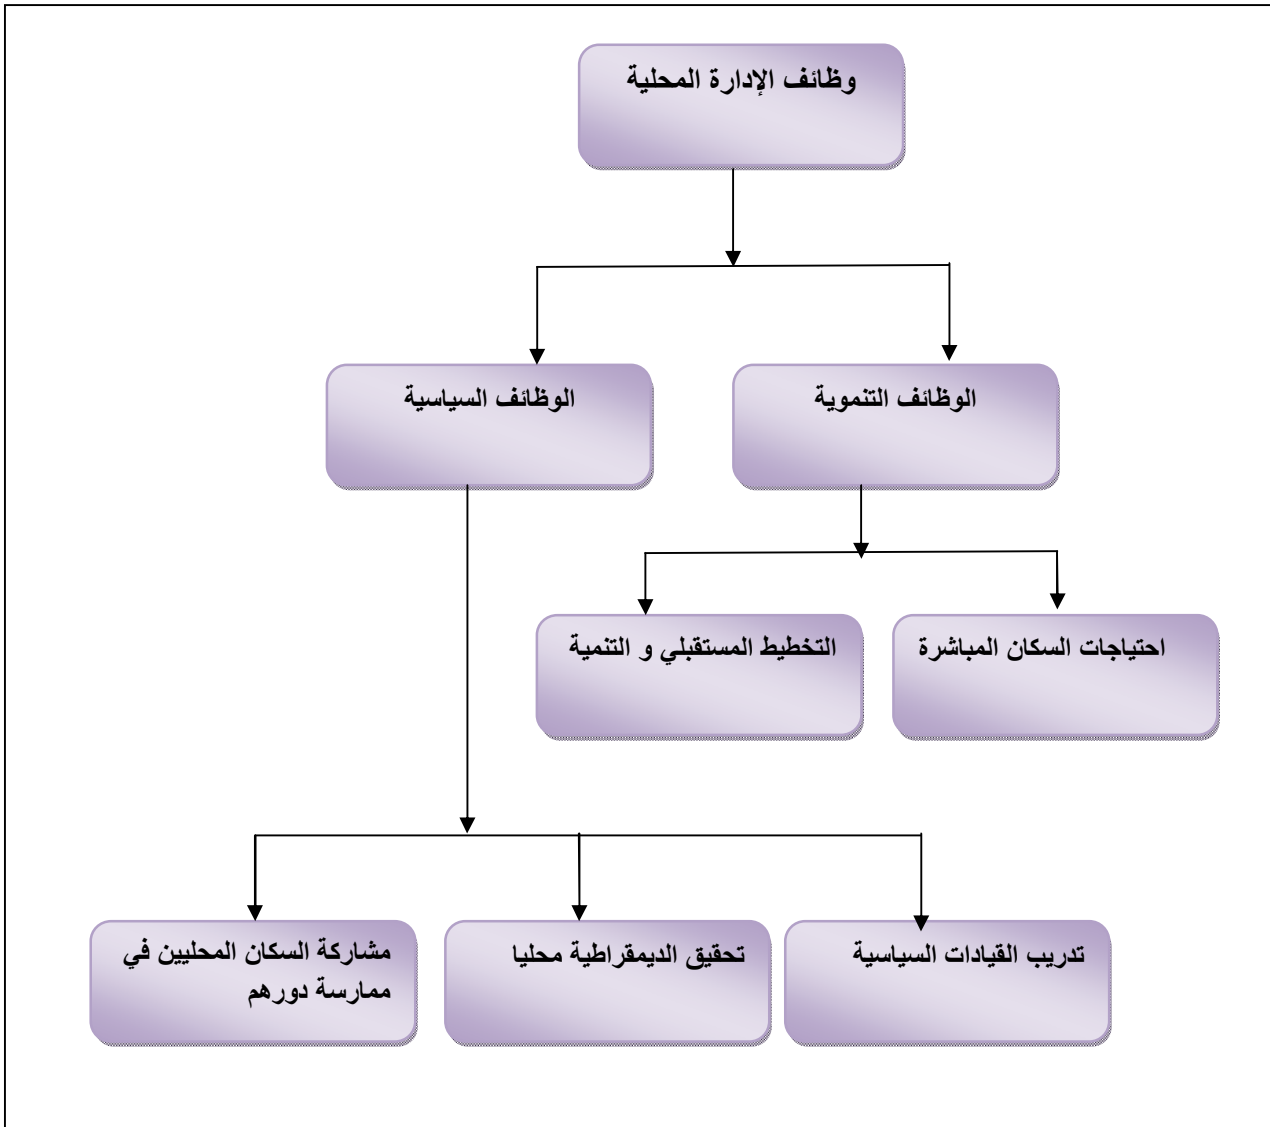 وظائف الإدارة المحلية
الوظائف التنموية
الوظائف السياسية
احتياجات السكان المباشرة
التخطيط المستقبلي و التنمية
تدريب القيادات السياسية
تحقيق الديمقراطية محليا
مشاركة السكان المحليين في
ممارسة دورهم